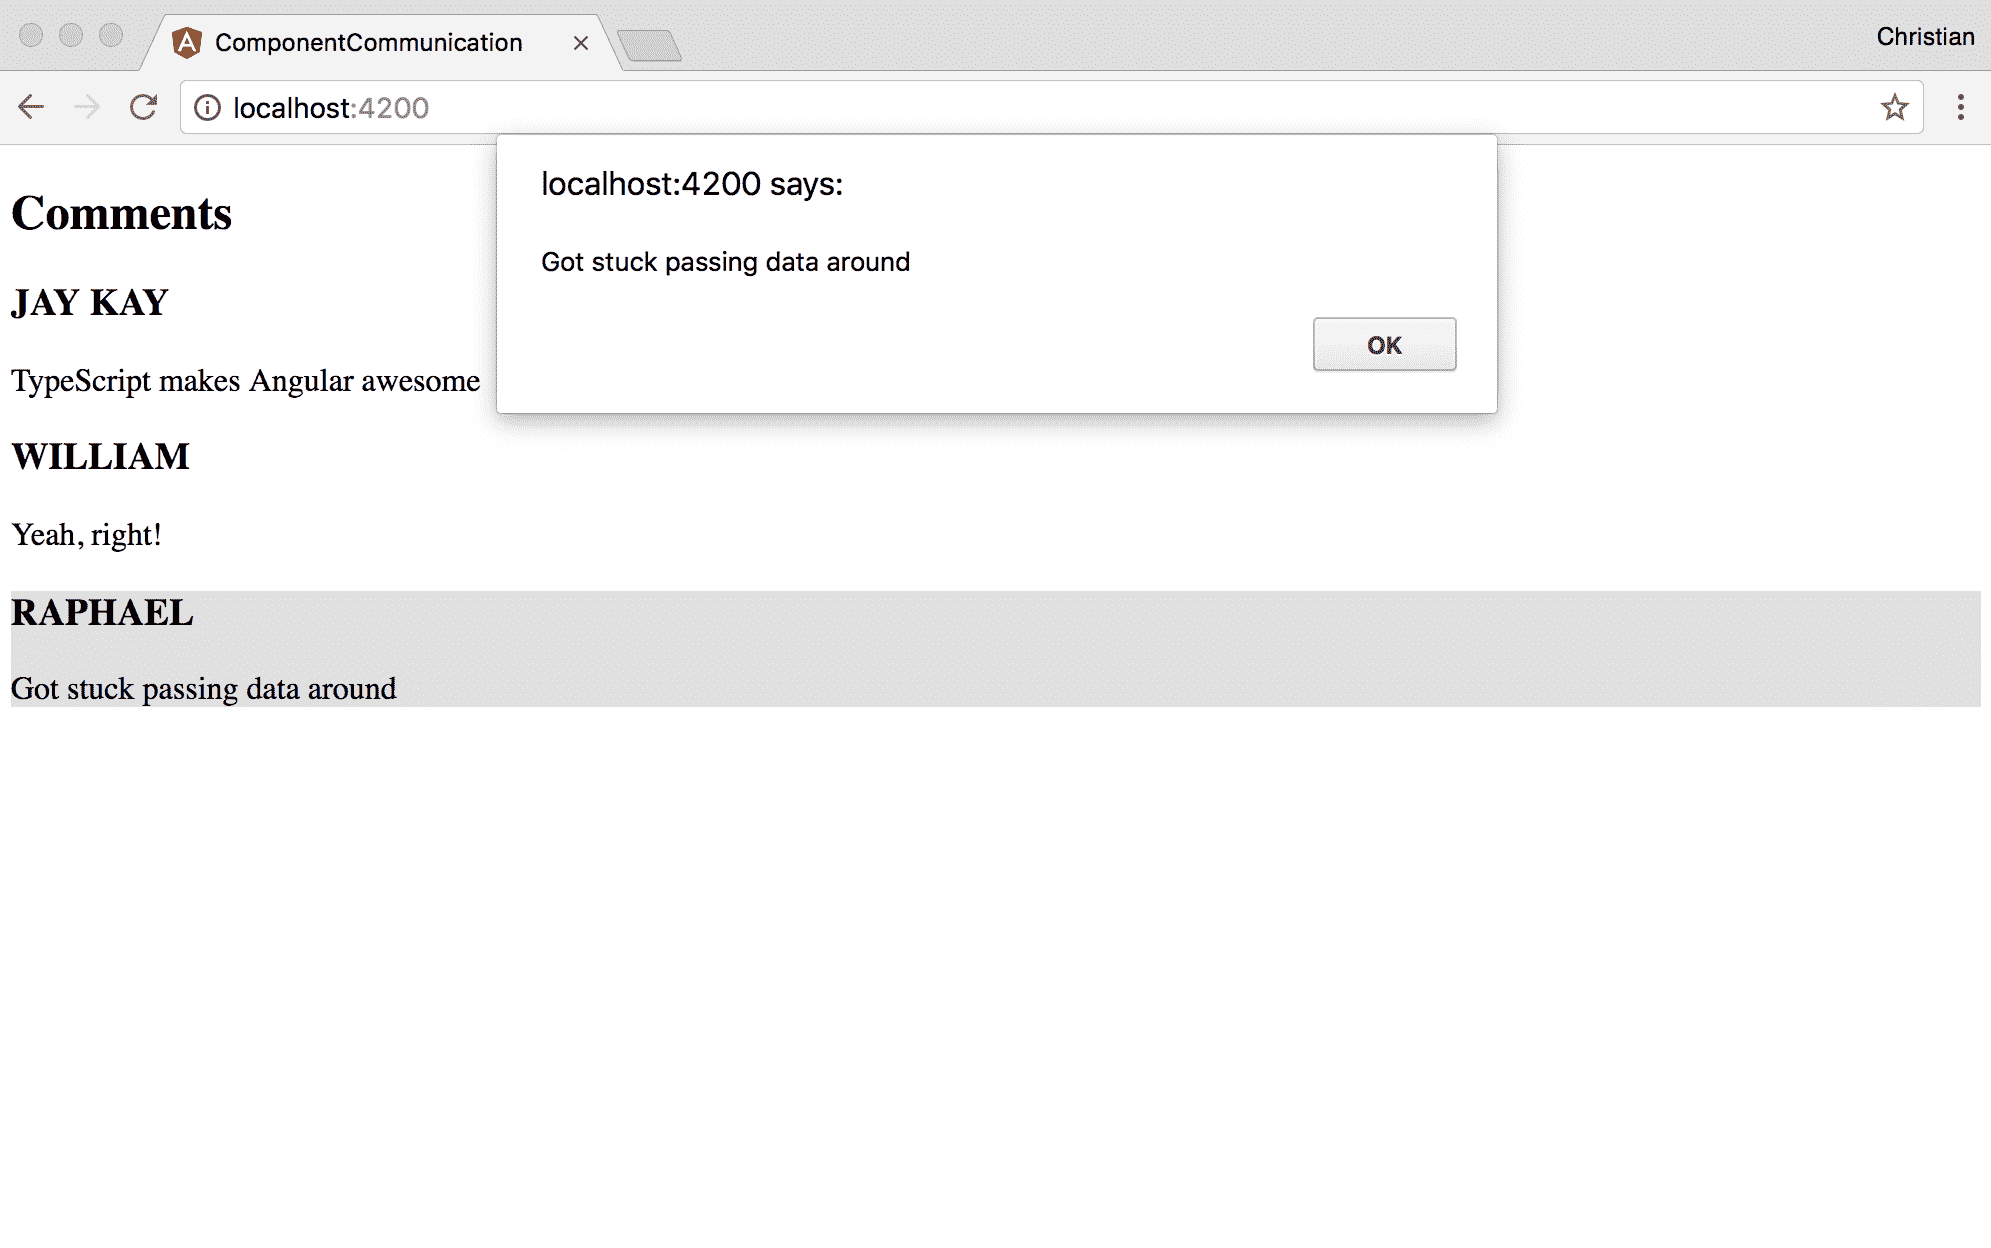 ComponentCommunication
Christian
localhost:4200
localhost:4200 says:
Got stuck passing data around
OK
Comments
JAY KAY
TypeScript makes Angular awesome
WILLIAM
Yeah, right!
RAPHAEL
Got stuck passing data around